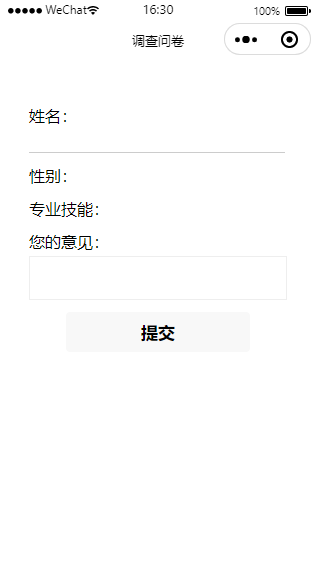 WeChat 16:30 100%
调查问卷
姓名：
性别：
专业技能：
您的意见：
提交